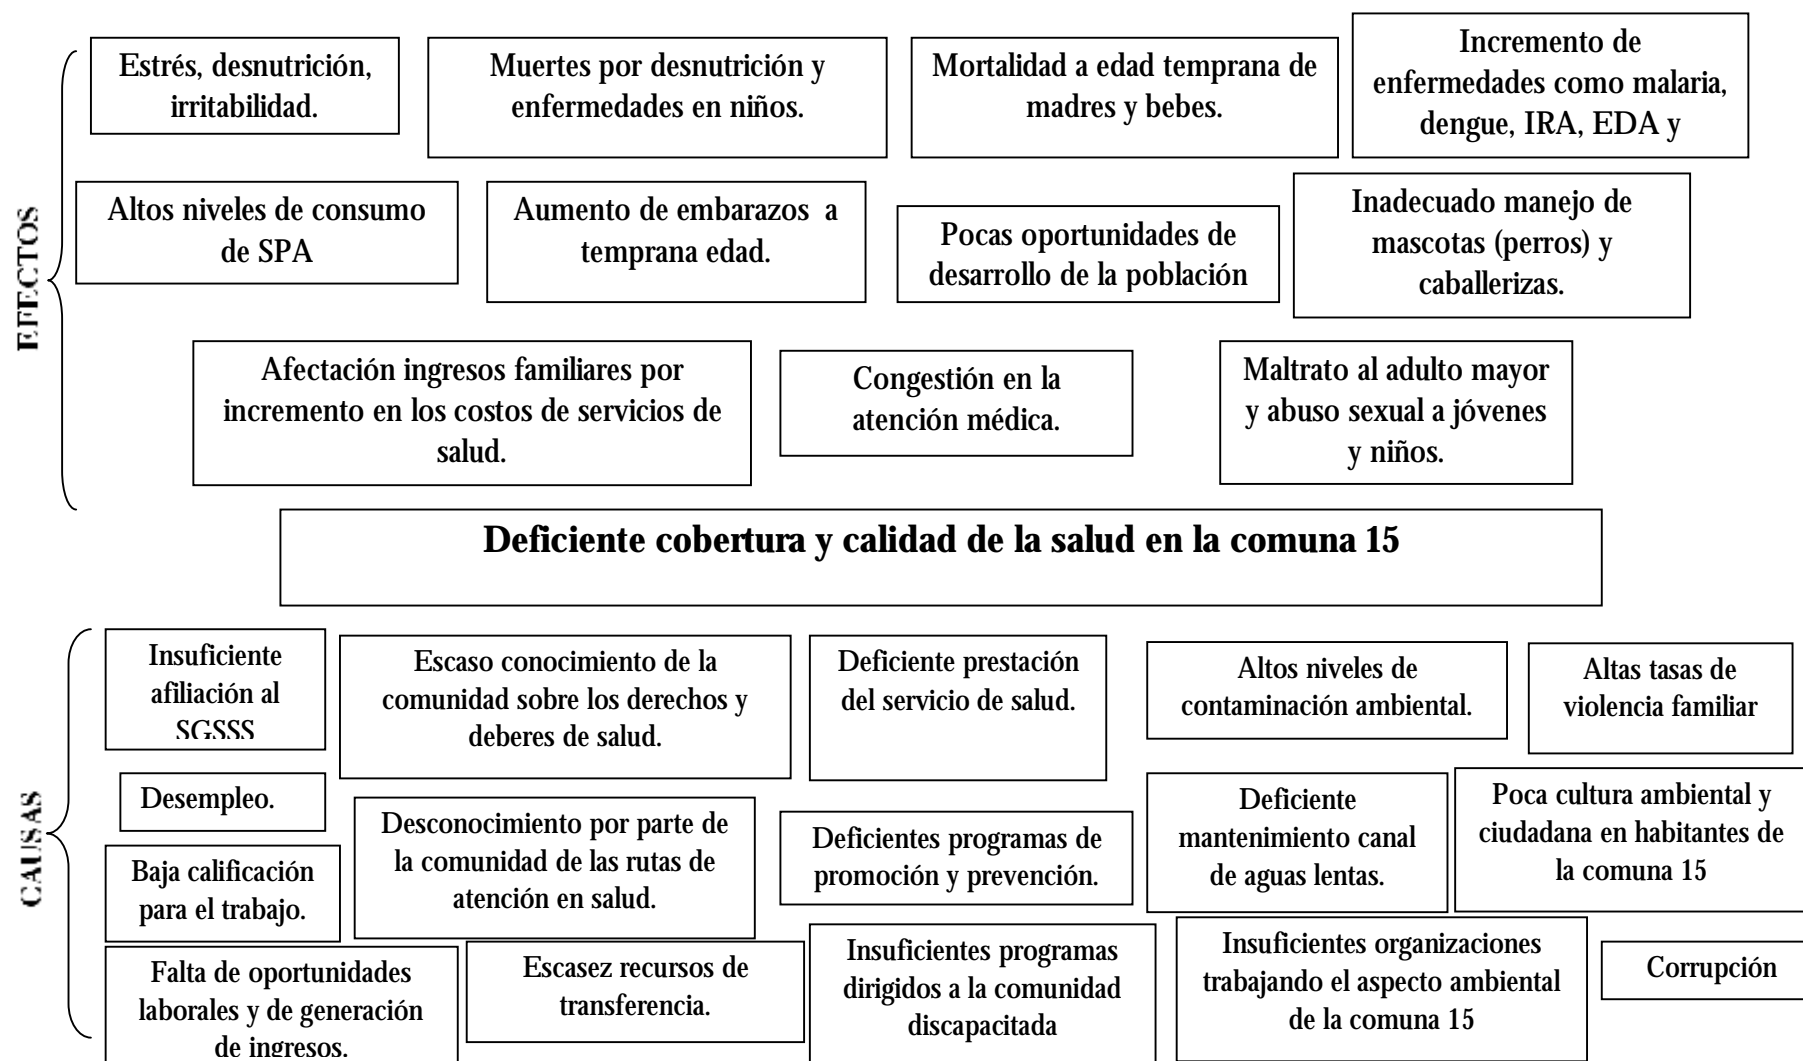 EFECTOS
Estrés, desnutrición,
irritabilidad.
Muertes por desnutrición y
enfermedades en niños.
Mortalidad a edad temprana de
madres y bebes.
Incremento de
enfermedades como malaria,
dengue, IRA, EDA y
Altos niveles de consumo
de SPA
Aumento de embarazos a
temprana edad.
Pocas oportunidades de
desarrollo de la población
Inadecuado manejo de
mascotas (perros) y
caballerizas.
Afectación ingresos familiares por
incremento en los costos de servicios de
salud.
Congestión en la
atención médica.
Maltrato al adulto mayor
y abuso sexual a jóvenes
y niños.
Deficiente cobertura y calidad de la salud en la comuna 15
CAUSAS
Insuficiente
afiliación al
SGSSS
Escaso conocimiento de la
comunidad sobre los derechos y
deberes de salud.
Deficiente prestación
del servicio de salud.
Altos niveles de
contaminación ambiental.
Altas tasas de
violencia familiar
Desempleo.
Desconocimiento por parte de
la comunidad de las rutas de
atención en salud.
Deficientes programas de
promoción y prevención.
Deficiente
mantenimiento canal
de aguas lentas.
Poca cultura ambiental y
ciudadana en habitantes de
la comuna 15
Baja calificación
para el trabajo.
Falta de oportunidades
laborales y de generación
de ingresos.
Escasez recursos de
transferencia.
Insuficientes programas
dirigidos a la comunidad
discapacitada
Insuficientes organizaciones
trabajando el aspecto ambiental
de la comuna 15
Corrupción